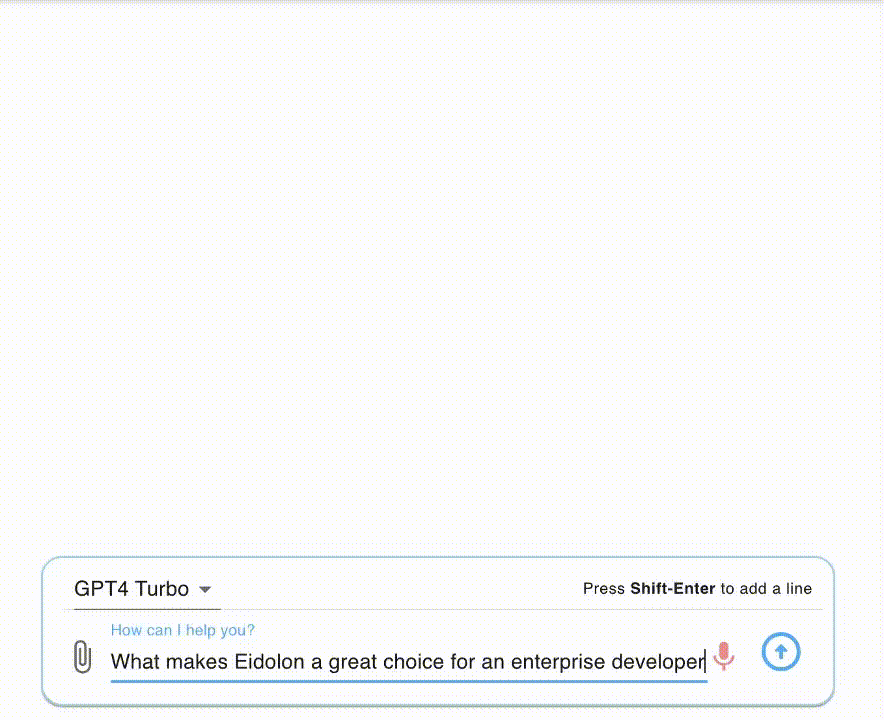 GPT4 Turbo
Press Shift-Enter to add a line
How can I help you?
What makes Eidolon a great choice for an enterprise developer